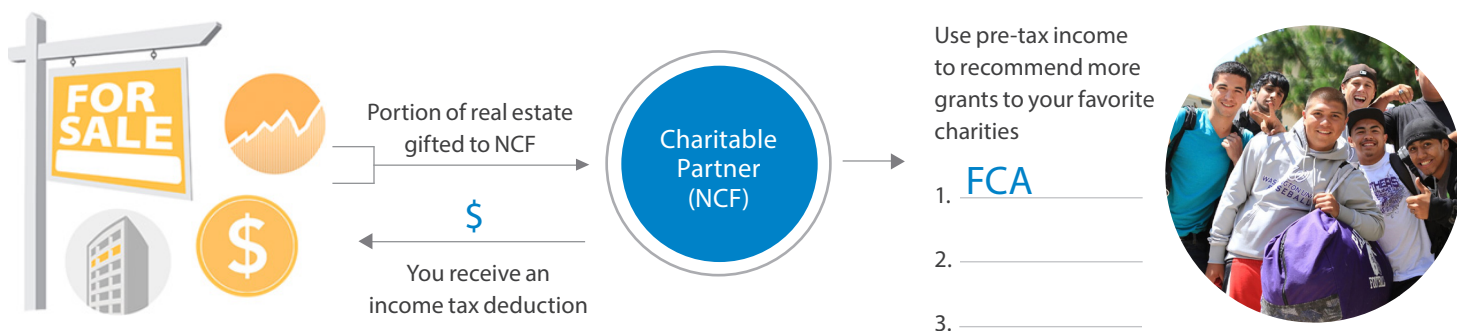 FOR
SALE
Portion of real estate
gifted to NCF
$
$
You receive an
income tax deduction
Charitable
Partner
(NCF)
Use pre-tax income
to recommend more
grants to your favorite
charities
1. FCA
2.
3.